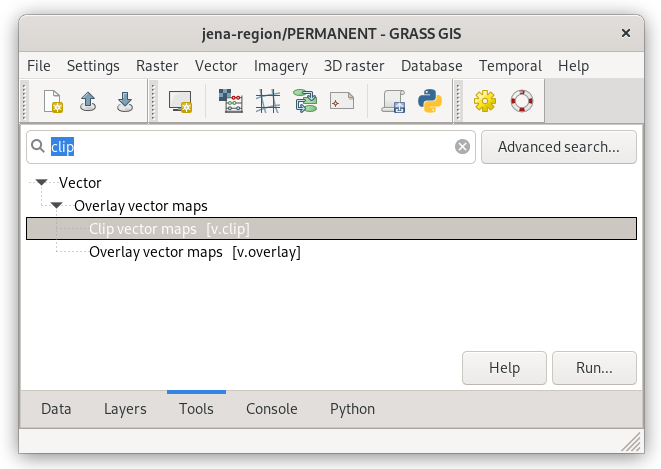 jena-region/PERMANENT - GRASS GIS ×
File Settings Raster Vector Imagery 3D raster Database Temporal Help
clip Advanced search...
Vector
Overlay vector maps
Clip vector maps [v.clip]
Overlay vector maps [v.overlay]
Help Run...
Data Layers Tools Console Python